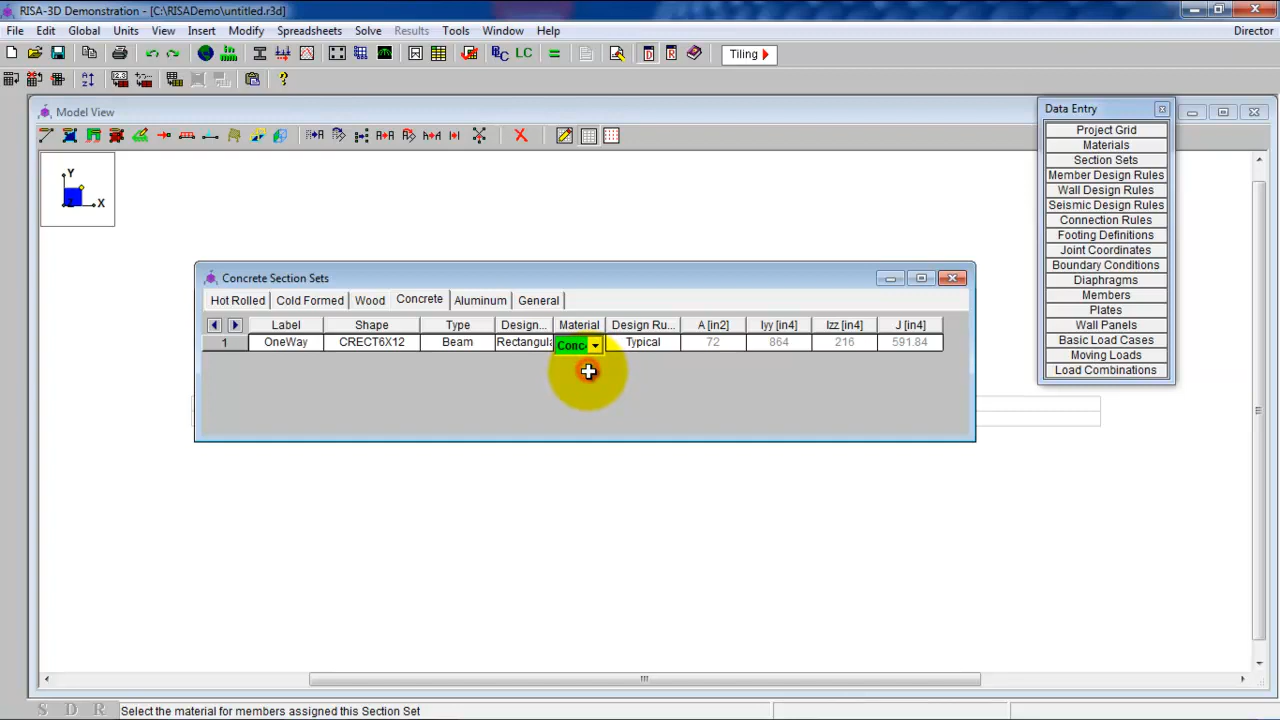 RISA-3D Demonstration - [C:\RISADemo\untitled.r3d]
File Edit Global Units View Insert Modify Spreadsheets Solve Results Tools Window Help Director
LC Tiling
Model View
Data Entry
Project Grid
Materials
Section Sets
Member Design Rules
Wall Design Rules
Seismic Design Rules
Connection Rules
Footing Definitions
Joint Coordinates
Boundary Conditions
Diaphragms
Members
Plates
Wall Panels
Basic Load Cases
Moving Loads
Load Combinations
Y
X
Z
Concrete Section Sets
Hot Rolled Cold Formed Wood Concrete Aluminum General
Label Shape Type Design... Material Design Ru... A [in2] Iyy [in4] Izz [in4] J [in4]
1 OneWay CRECT6X12 Beam Rectangula Conc Typical 72 864 216 591.84
S D R Select the material for members assigned this Section Set